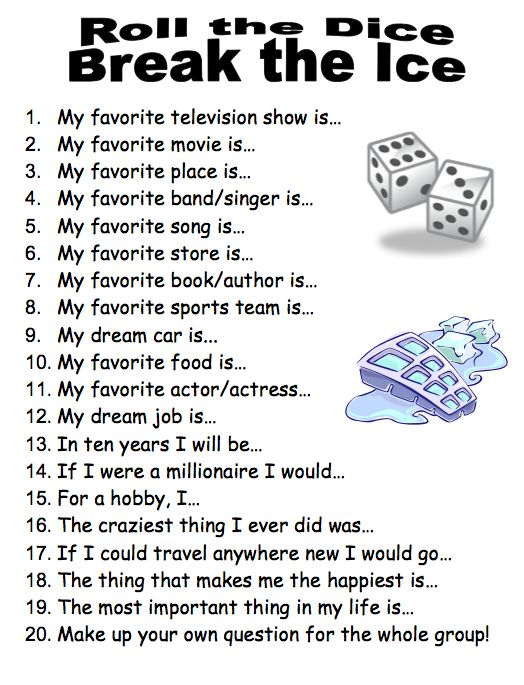 Roll the Dice
Break the Ice
1. My favorite television show is...
2. My favorite movie is...
3. My favorite place is...
4. My favorite band/singer is...
5. My favorite song is...
6. My favorite store is...
7. My favorite book/author is...
8. My favorite sports team is...
9. My dream car is...
10. My favorite food is...
11. My favorite actor/actress...
12. My dream job is...
13. In ten years I will be...
14. If I were a millionaire I would...
15. For a hobby, I...
16. The craziest thing I ever did was...
17. If I could travel anywhere new I would go...
18. The thing that makes me the happiest is...
19. The most important thing in my life is...
20. Make up your own question for the whole group!